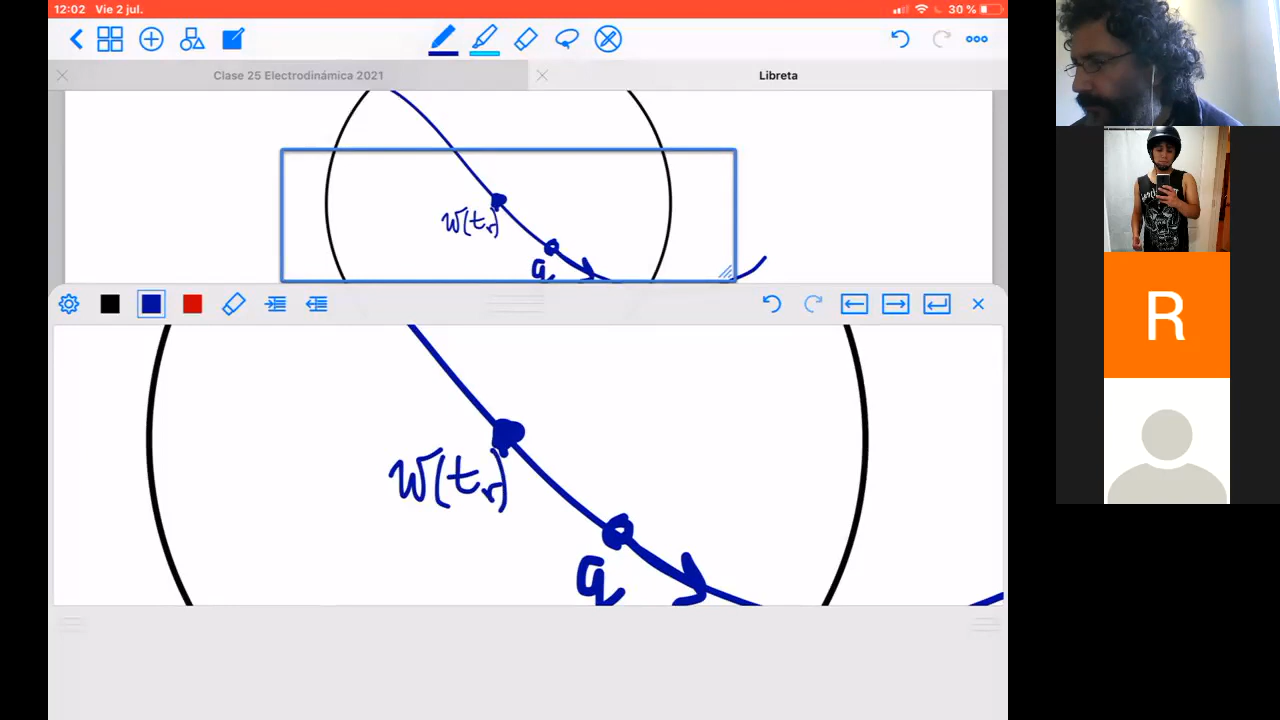 12:02 Vie 2 jul. 30 %
Clase 25 Electrodinámica 2021 Libreta
w(tr)
q
w(tr)
q
R